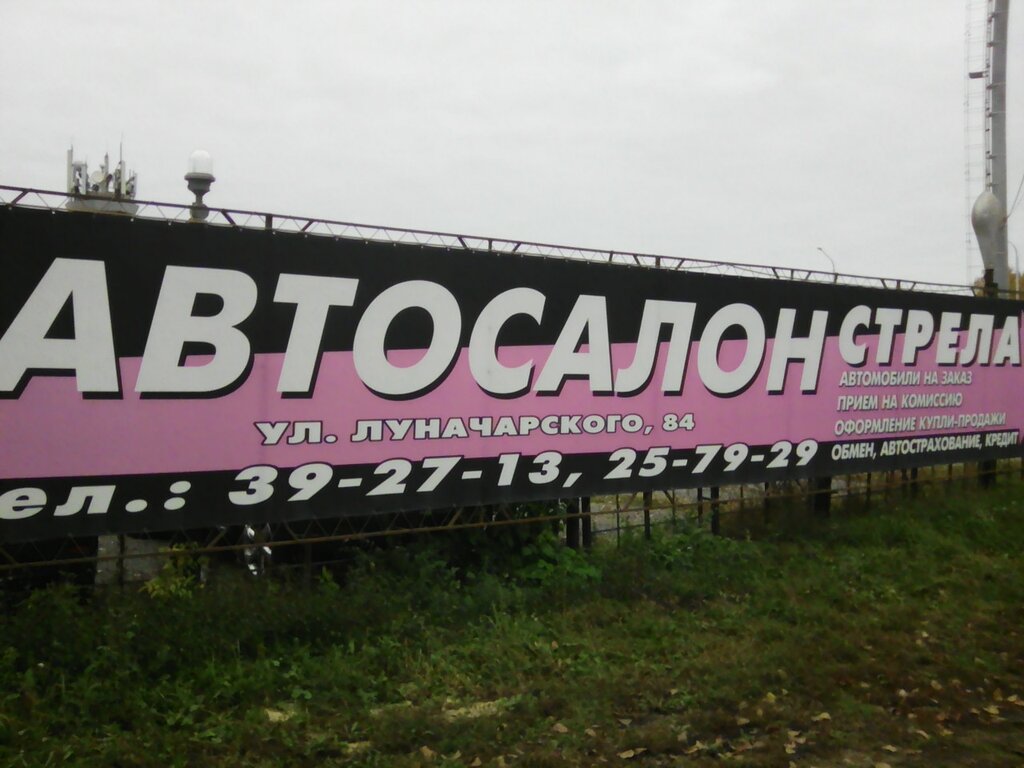 АВТОСАЛОН СТРЕЛА
АВТОМОБИЛИ НА ЗАКАЗ
ПРИЕМ НА КОМИССИЮ
ОФОРМЛЕНИЕ КУПЛИ-ПРОДАЖИ
ОБМЕН, АВТОСТРАХОВАНИЕ, КРЕДИТ
УЛ. ЛУНАЧАРСКОГО, 84
ел.: 39-27-13, 25-79-29